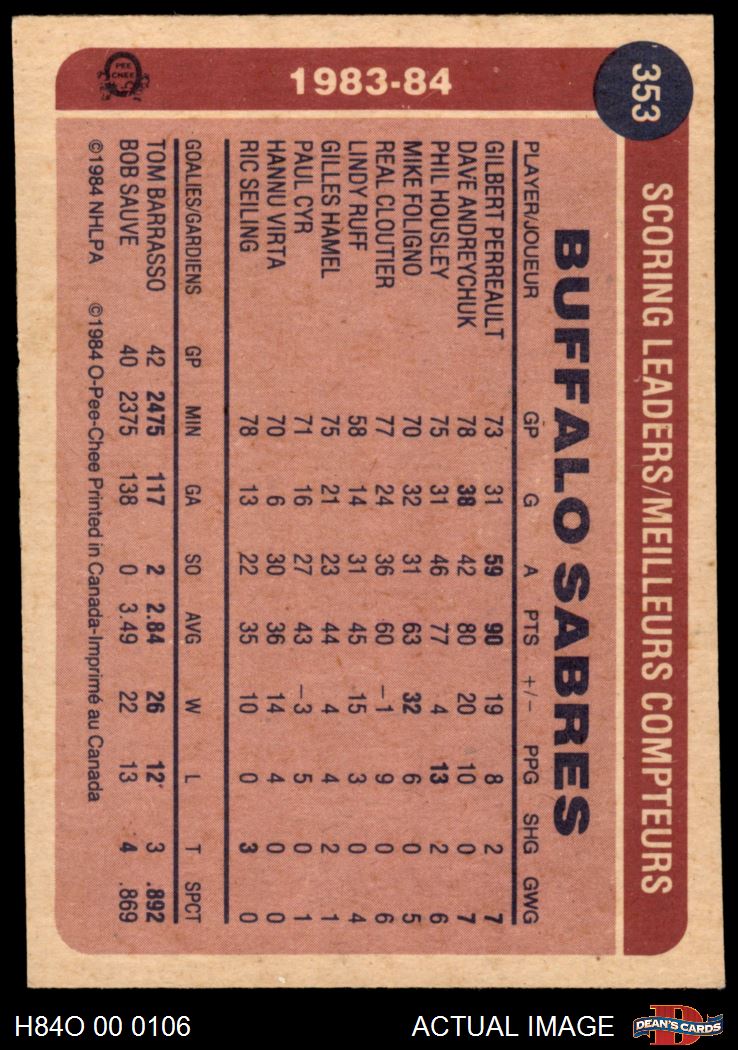 353
SCORING LEADERS/MEILLEURS COMPTEURS
1983-84
PEE
CHEE
BUFFALO SABRES
PLAYER/JOUEUR GP G A PTS +/− PPG SHG GWG
GILBERT PERREAULT 73 31 59 90 19 8 2 7
DAVE ANDREYCHUK 78 38 42 80 20 10 0 7
PHIL HOUSLEY 75 31 46 77 4 13 2 6
MIKE FOLIGNO 70 32 31 63 32 6 0 5
REAL CLOUTIER 77 24 36 60 −1 9 0 6
LINDY RUFF 58 14 31 45 15 3 0 4
GILLES HAMEL 75 21 23 44 4 4 2 1
PAUL CYR 71 16 27 43 −3 5 0 1
HANNU VIRTA 70 6 30 36 14 4 0 0
RIC SEILING 78 13 22 35 10 0 3 0
GOALIES/GARDIENS GP MIN GA SO AVG W L T SPCT
TOM BARRASSO 42 2475 117 2 2.84 26 12 3 .892
BOB SAUVE 40 2375 138 0 3.49 22 13 4 .869
©1984 NHLPA ©1984 O-Pee-Chee Printed in Canada-Imprimé au Canada
H84O 00 0106 ACTUAL IMAGE
D
DEAN'S CARDS